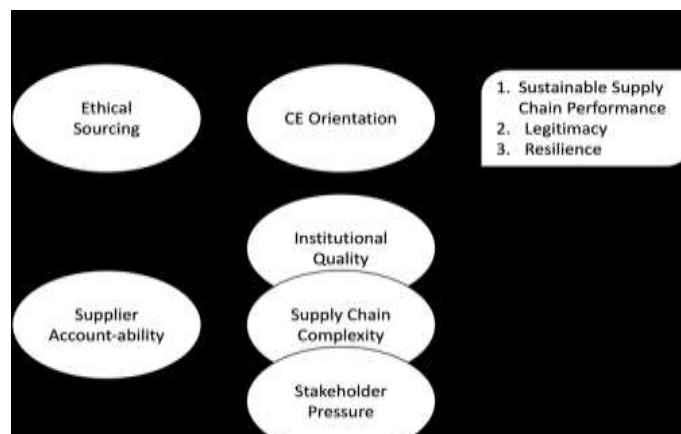 Ethical
Sourcing
CE Orientation
1. Sustainable Supply
Chain Performance
2. Legitimacy
3. Resilience
Institutional
Quality
Supplier
Account-ability
Supply Chain
Complexity
Stakeholder
Pressure